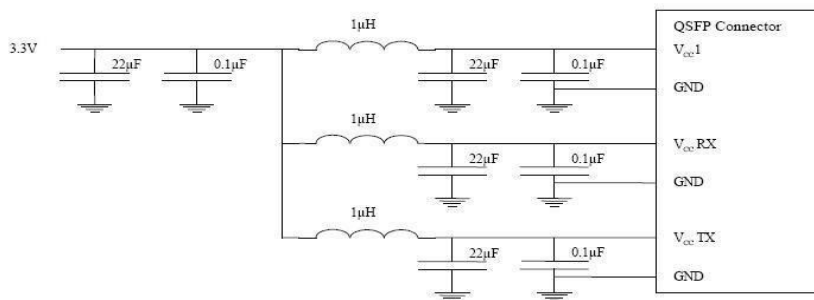 1μH
QSFP Connector
3.3V
Vcc1
22μF
0.1μF
22μF
0.1μF
GND
1μH
Vcc RX
22μF
0.1μF
GND
1μH
Vcc TX
22μF
0.1μF
GND